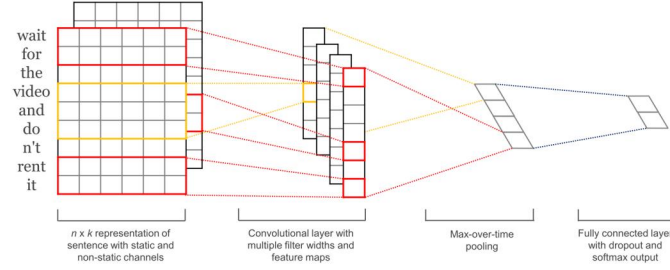 wait
for
the
video
and
do
n't
rent
it
n x k representation of
sentence with static and
non-static channels
Convolutional layer with
multiple filter widths and
feature maps
Max-over-time
pooling
Fully connected layer
with dropout and
softmax output